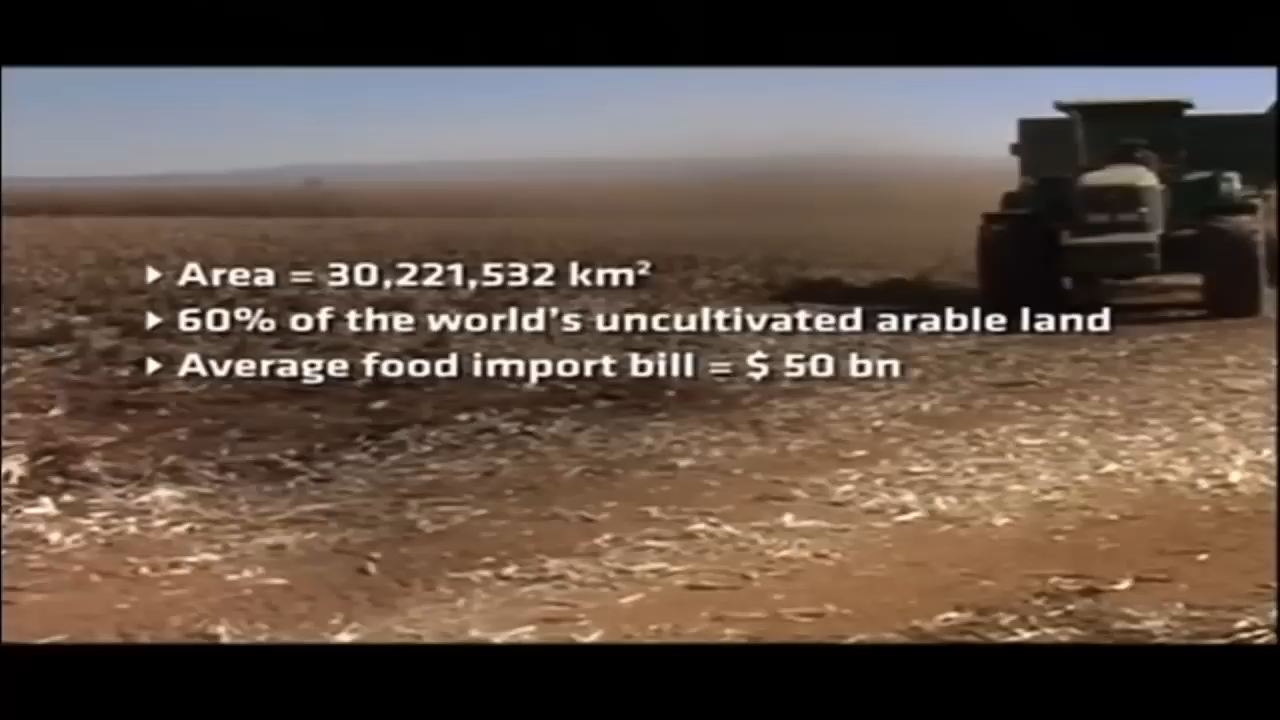 ▸ Area = 30,221,532 km²
▸ 60% of the world's uncultivated arable land
▸ Average food import bill = $ 50 bn